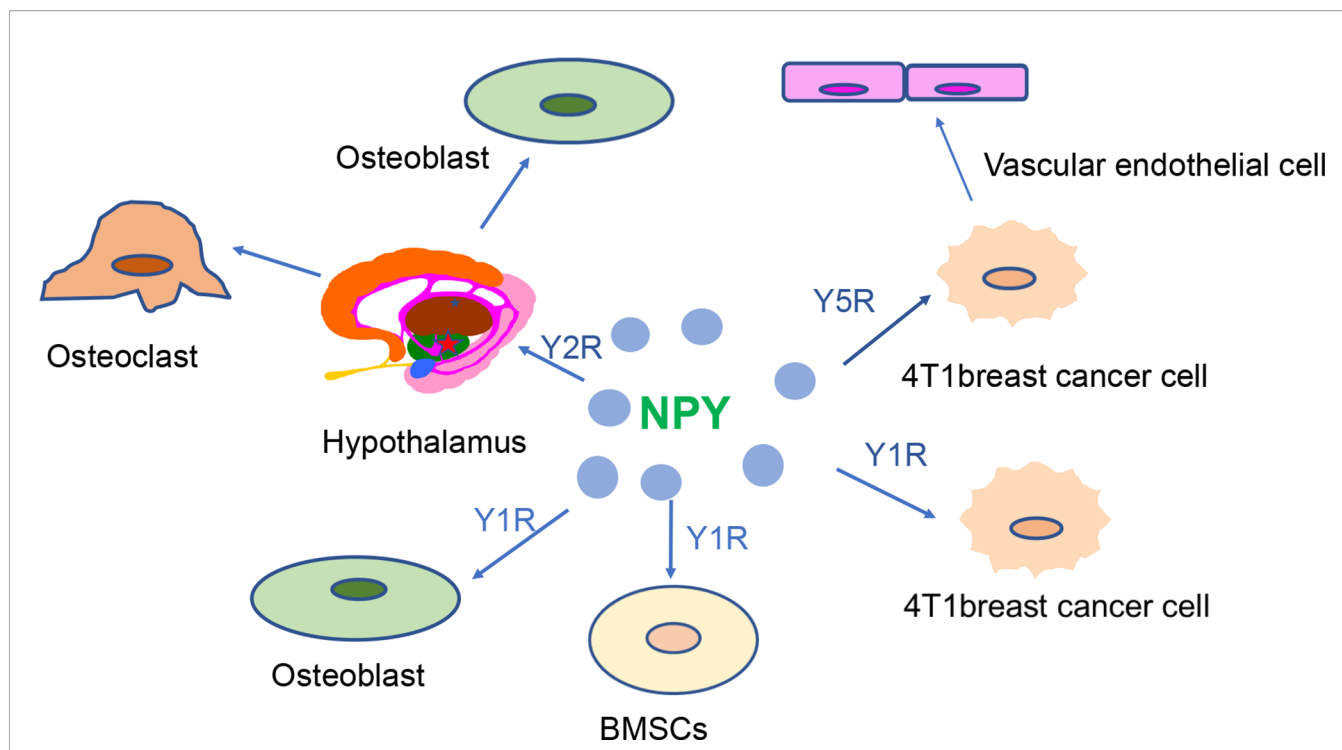 Osteoblast
Vascular endothelial cell
Osteoclast
Y5R
Y2R
4T1breast cancer cell
NPY
Hypothalamus
Y1R
Y1R
Y1R
4T1breast cancer cell
Osteoblast
BMSCs